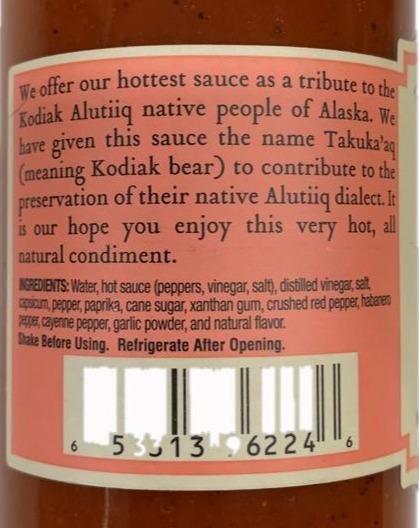 We offer our hottest sauce as a tribute to the
Kodiak Alutiiq native people of Alaska. We
have given this sauce the name Takuka'aq
(meaning Kodiak bear) to contribute to the
preservation of their native Alutiiq dialect. It
is our hope you enjoy this very hot, all
natural condiment.
INGREDIENTS: Water, hot sauce (peppers, vinegar, salt), distilled vinegar, salt,
capsicum, pepper, paprika, cane sugar, xanthan gum, crushed red pepper, habanero
pepper, cayenne pepper, garlic powder, and natural flavor.
Shake Before Using. Refrigerate After Opening.
6 13 96224 6